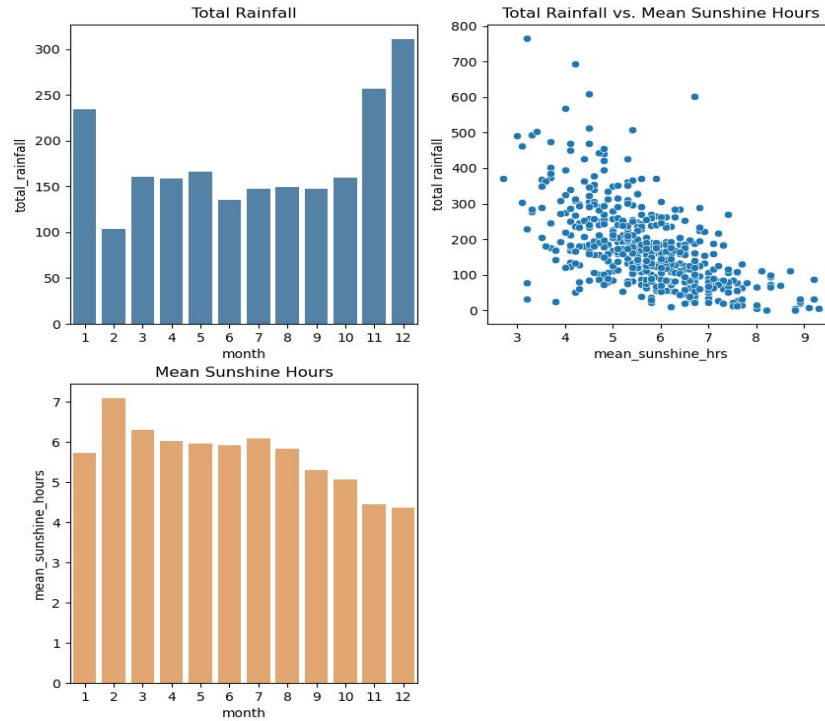 Total Rainfall
total_rainfall
300
250
200
150
100
50
0
1 2 3 4 5 6 7 8 9 10 11 12
month
Total Rainfall vs. Mean Sunshine Hours
total rainfall
800
700
600
500
400
300
200
100
0
3 4 5 6 7 8 9
mean_sunshine_hrs
Mean Sunshine Hours
mean_sunshine_hours
7
6
5
4
3
2
1
0
1 2 3 4 5 6 7 8 9 10 11 12
month